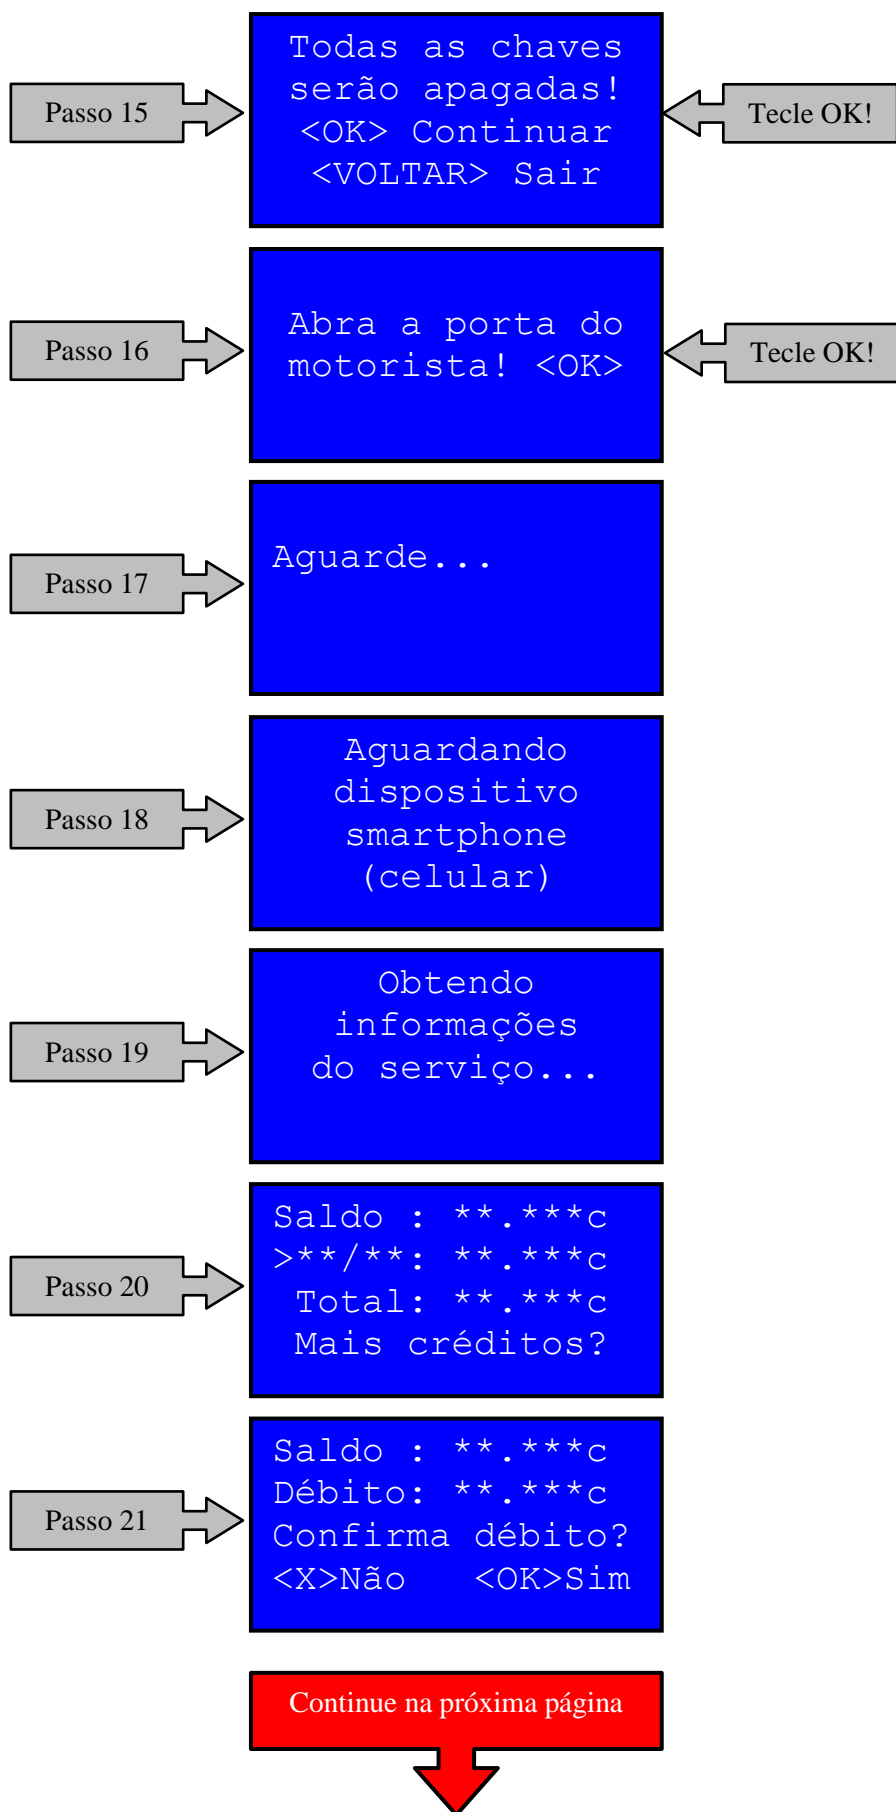 Passo 15
Todas as chaves
serão apagadas!
<OK> Continuar
<VOLTAR> Sair
Tecle OK!
Passo 16
Abra a porta do
motorista! <OK>
Tecle OK!
Passo 17
Aguarde...
Passo 18
Aguardando
dispositivo
smartphone
(celular)
Passo 19
Obtendo
informações
do serviço...
Passo 20
Saldo : **.***c
>**/**: **.***c
Total: **.***c
Mais créditos?
Passo 21
Saldo : **.***c
Débito: **.***c
Confirma débito?
<X>Não <OK>Sim
Continue na próxima página